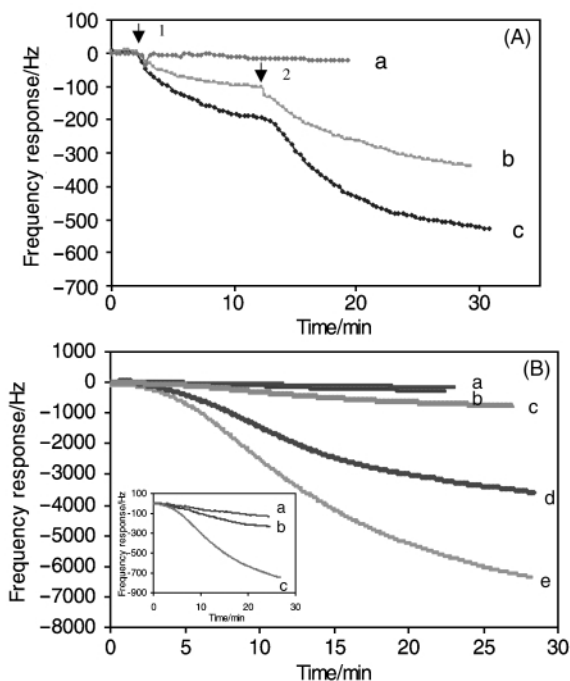 (A)
100
0
−100
−200
−300
−400
−500
−600
−700
Frequency response/Hz
1
2
a
b
c
0 10 20 30
Time/min
(B)
1000
0
−1000
−2000
−3000
−4000
−5000
−6000
−7000
−8000
Frequency response/Hz
a
b
c
d
e
100
-100
-300
-500
-700
-900
Frequency response/Hz
a
b
c
0 10 20 30
Time/min
0 5 10 15 20 25 30
Time/min